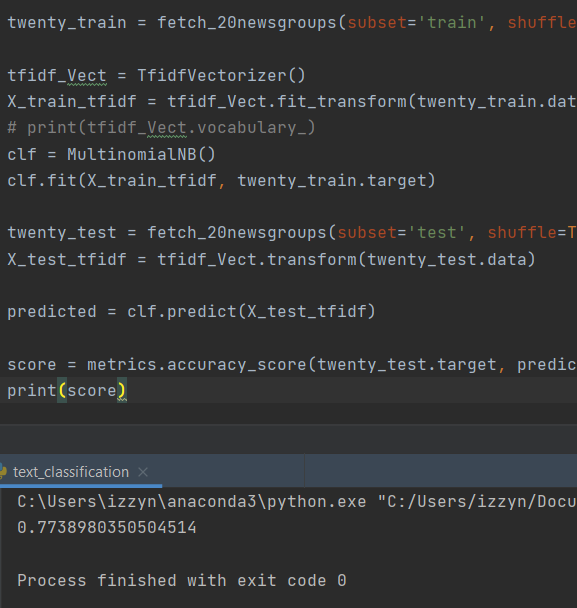 twenty_train = fetch_20newsgroups(subset='train', shuffle
tfidf_Vect = TfidfVectorizer()
X_train_tfidf = tfidf_Vect.fit_transform(twenty_train.dat
# print(tfidf_Vect.vocabulary_)
clf = MultinomialNB()
clf.fit(X_train_tfidf, twenty_train.target)
twenty_test = fetch_20newsgroups(subset='test', shuffle=T
X_test_tfidf = tfidf_Vect.transform(twenty_test.data)
predicted = clf.predict(X_test_tfidf)
score = metrics.accuracy_score(twenty_test.target, predic
print(score)
text_classification
C:\Users\izzyn\anaconda3\python.exe "C:/Users/izzyn/Docu
0.7738980350504514
Process finished with exit code 0